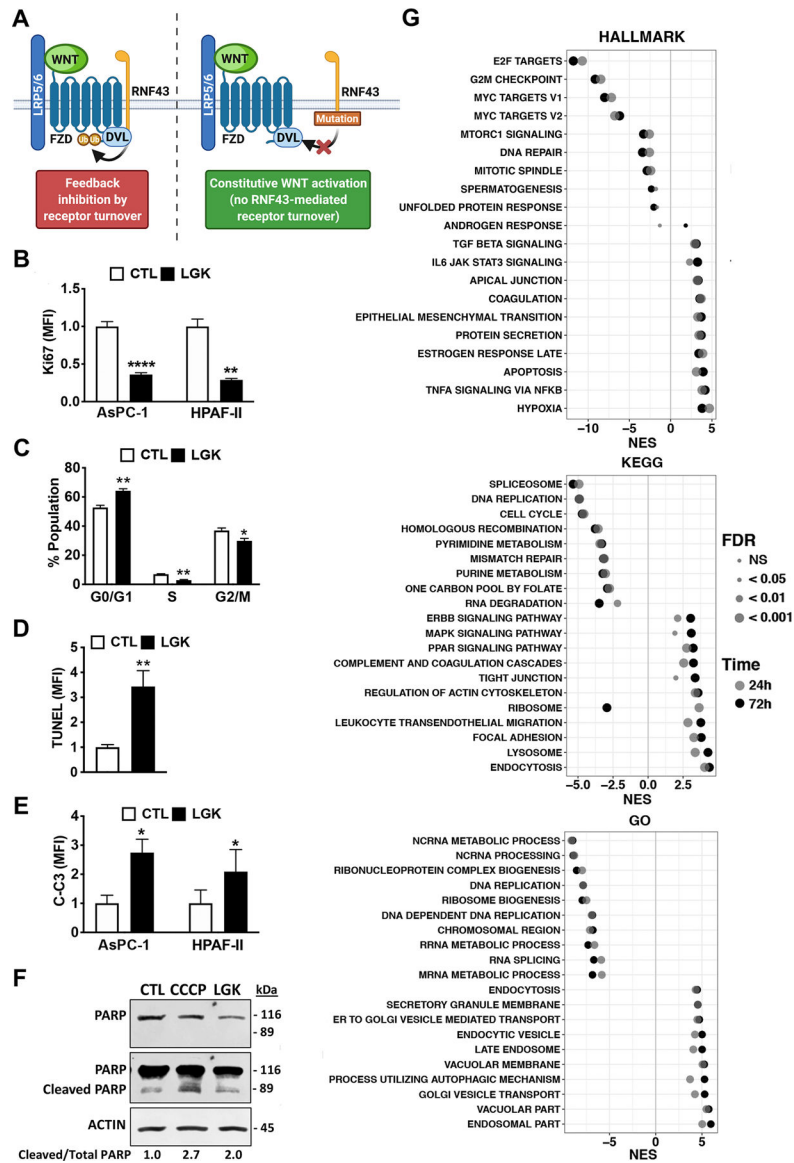 A
WNT
LRP5/6
RNF43
FZD
Ub
Ub
DVL
Feedback
inhibition by
receptor turnover
WNT
LRP5/6
RNF43
Mutation
FZD
DVL
Constitutive WNT activation
(no RNF43-mediated
receptor turnover)
B
CTL LGK
Ki67 (MFI)
1.5
1.0
0.5
0.0
****
**
AsPC-1 HPAF-II
C
CTL LGK
% Population
80
60
40
20
0
**
**
*
G0/G1 S G2/M
D
CTL LGK
TUNEL (MFI)
5
4
3
2
1
0
**
E
CTL LGK
C-C3 (MFI)
4
3
2
1
0
*
*
AsPC-1 HPAF-II
F
CTL CCCP LGK kDa
PARP
- 116
- 89
PARP
- 116
Cleaved PARP
- 89
ACTIN
- 45
Cleaved/Total PARP 1.0 2.7 2.0
G
HALLMARK
E2F TARGETS
G2M CHECKPOINT
MYC TARGETS V1
MYC TARGETS V2
MTORC1 SIGNALING
DNA REPAIR
MITOTIC SPINDLE
SPERMATOGENESIS
UNFOLDED PROTEIN RESPONSE
ANDROGEN RESPONSE
TGF BETA SIGNALING
IL6 JAK STAT3 SIGNALING
APICAL JUNCTION
COAGULATION
EPITHELIAL MESENCHYMAL TRANSITION
PROTEIN SECRETION
ESTROGEN RESPONSE LATE
APOPTOSIS
TNFA SIGNALING VIA NFKB
HYPOXIA
−10 −5 0 5
NES
KEGG
SPLICEOSOME
DNA REPLICATION
CELL CYCLE
HOMOLOGOUS RECOMBINATION
PYRIMIDINE METABOLISM
MISMATCH REPAIR
PURINE METABOLISM
ONE CARBON POOL BY FOLATE
RNA DEGRADATION
ERBB SIGNALING PATHWAY
MAPK SIGNALING PATHWAY
PPAR SIGNALING PATHWAY
COMPLEMENT AND COAGULATION CASCADES
TIGHT JUNCTION
REGULATION OF ACTIN CYTOSKELETON
RIBOSOME
LEUKOCYTE TRANSENDOTHELIAL MIGRATION
FOCAL ADHESION
LYSOSOME
ENDOCYTOSIS
−5.0 −2.5 0.0 2.5
NES
FDR
NS
< 0.05
< 0.01
< 0.001
Time
24h
72h
GO
NCRNA METABOLIC PROCESS
NCRNA PROCESSING
RIBONUCLEOPROTEIN COMPLEX BIOGENESIS
DNA REPLICATION
RIBOSOME BIOGENESIS
DNA DEPENDENT DNA REPLICATION
CHROMOSOMAL REGION
RRNA METABOLIC PROCESS
RNA SPLICING
MRNA METABOLIC PROCESS
ENDOCYTOSIS
SECRETORY GRANULE MEMBRANE
ER TO GOLGI VESICLE MEDIATED TRANSPORT
ENDOCYTIC VESICLE
LATE ENDOSOME
VACUOLAR MEMBRANE
PROCESS UTILIZING AUTOPHAGIC MECHANISM
GOLGI VESICLE TRANSPORT
VACUOLAR PART
ENDOSOMAL PART
−5 0 5
NES